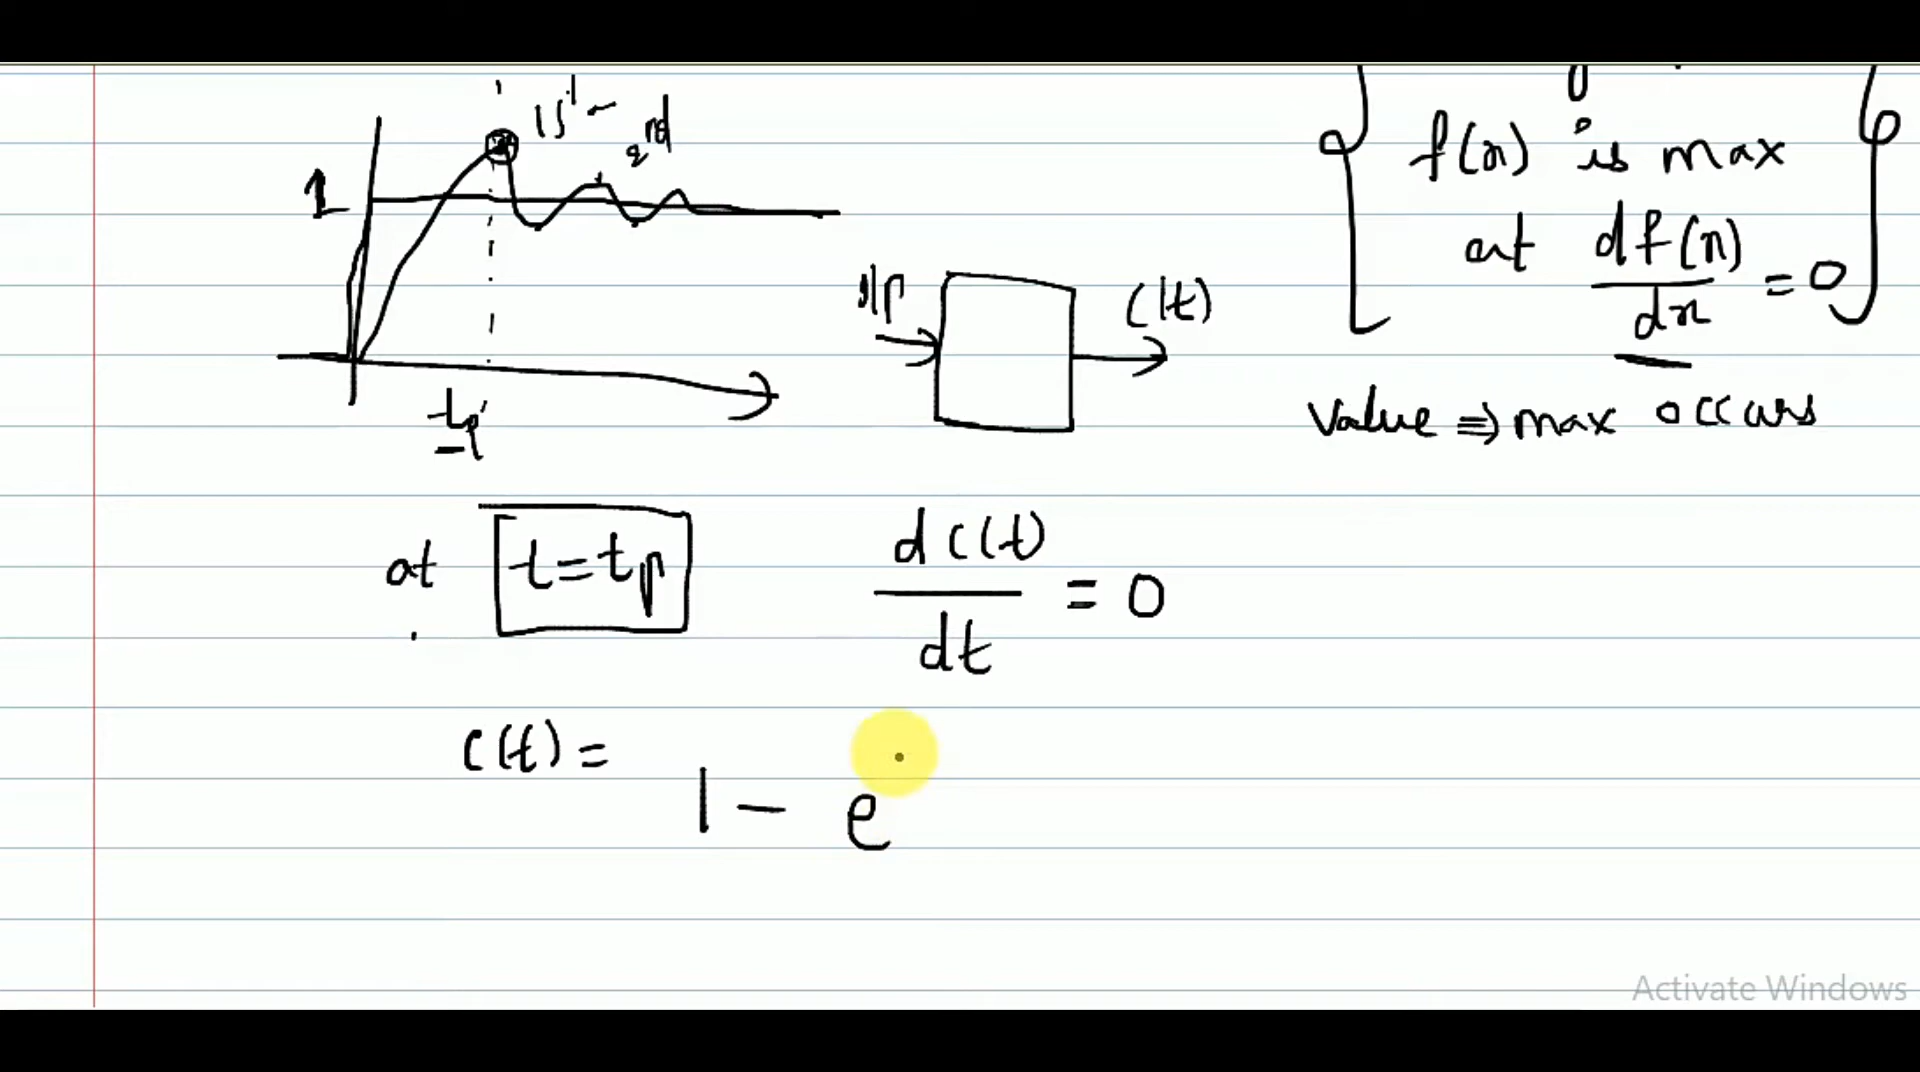 1st
2nd
1
tp
i/p
c(t)
f(x) is max
at df(x)/dx = 0
value ⇒ max occurs
at t=tp
dc(t)/dt = 0
c(t) =
1 - e
Activate Windows